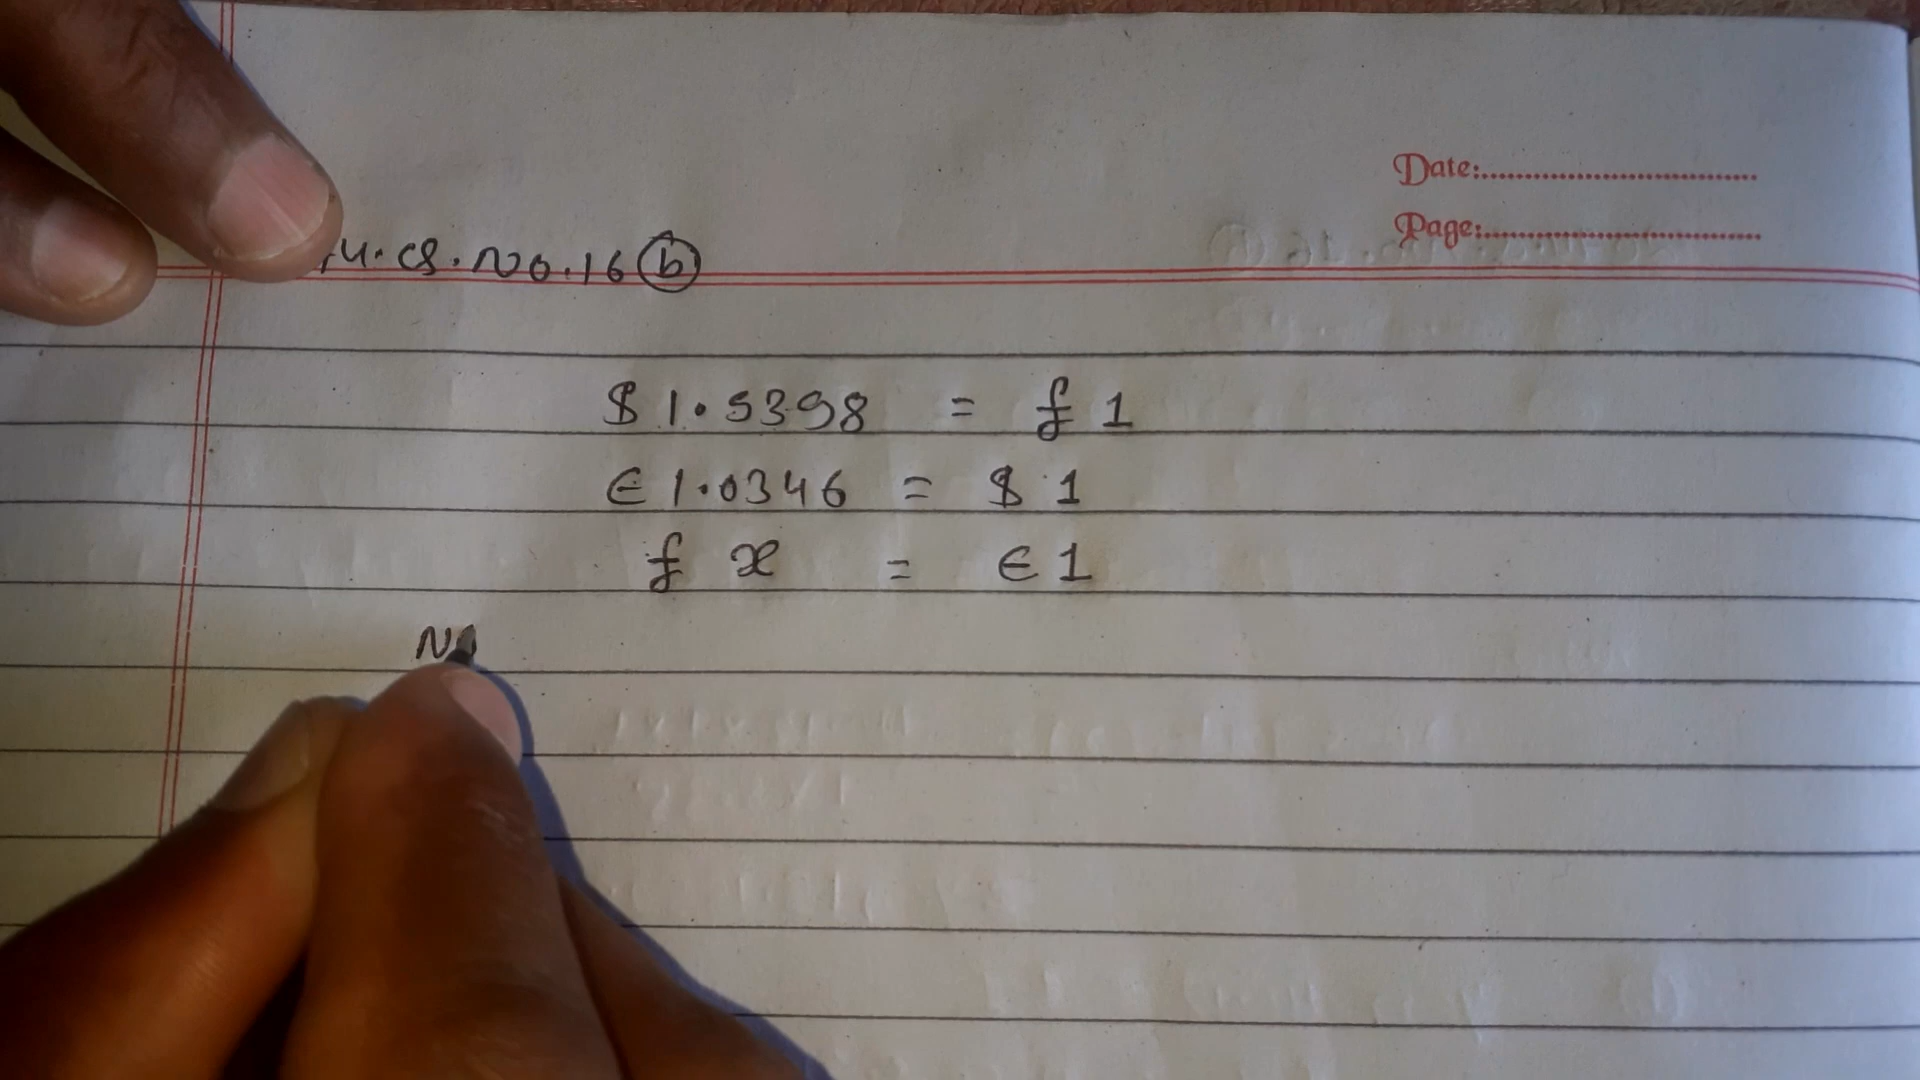 Date:
Page:
.u.Q.No.16 (b)
$ 1.5398 = £ 1
€ 1.0346 = $ 1
£ x = € 1